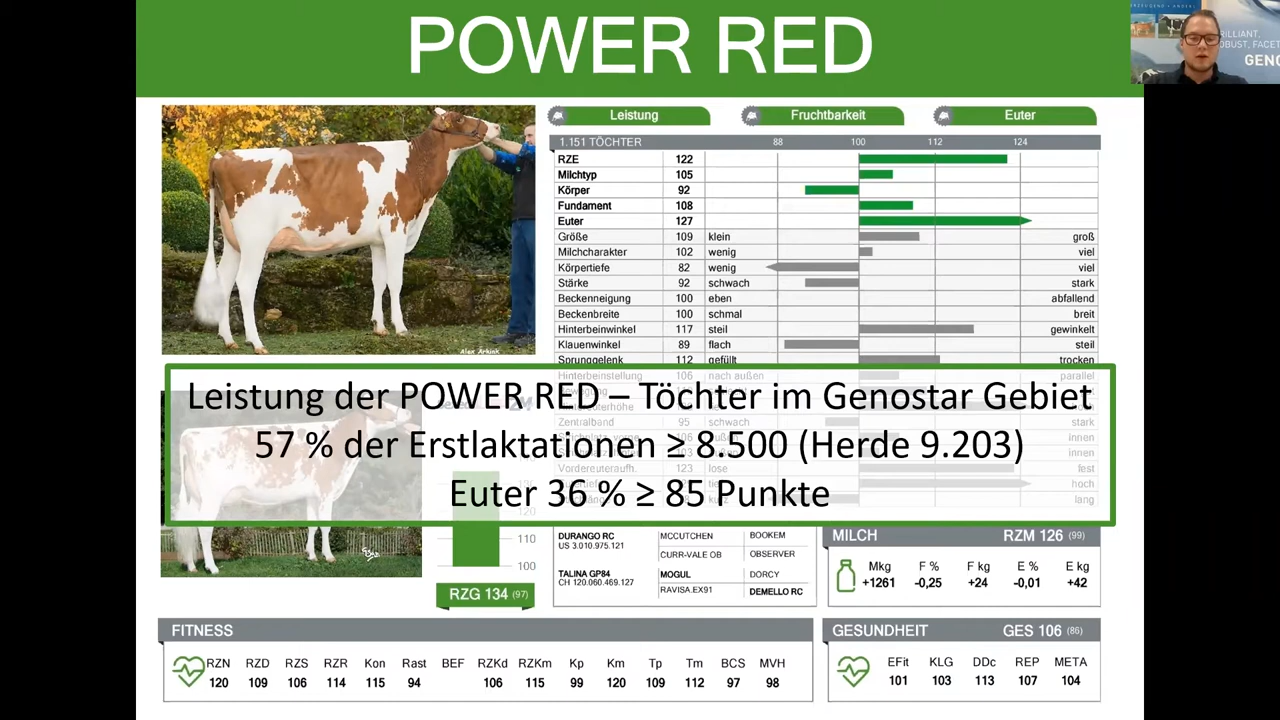 POWER RED
RILLIANT,
OBUST, FACET
GENO
Leistung Fruchtbarkeit Euter
1.151 TÖCHTER 88 100 112 124
RZE 122
Milchtyp 105
Körper 92
Fundament 108
Euter 127
Größe 109 klein groß
Milchcharakter 102 wenig viel
Körpertiefe 82 wenig viel
Stärke 92 schwach stark
Beckenneigung 100 eben abfallend
Beckenbreite 100 schmal breit
Hinterbeinwinkel 117 steil gewinkelt
Klauenwinkel 89 flach steil
Sprunggelenk 112 gefüllt trocken
Hinterbeinstellung 106 nach außen parallel
Leistung der POWER RED – Töchter im Genostar Gebiet
Zentralband 95 schwach stark
57 % der Erstlaktationen ≥ 8.500 (Herde 9.203)
innen
innen
Vordereuteraufh. 123 lose fest
hoch
Euter 36 % ≥ 85 Punkte
lang
120
110
100
RZG 134 (97)
Alex Arkink
DURANGO RC
US 3.010.975.121
MCCUTCHEN BOOKEM
CURR-VALE OB OBSERVER
TALINA GP84
CH 120.060.469.127
MOGUL DORCY
RAVISA.EX91 DEMELLO RC
MILCH RZM 126 (99)
Mkg F % F kg E % E kg
+1261 -0,25 +24 -0,01 +42
FITNESS
RZN RZD RZS RZR Kon Rast BEF RZKd RZKm Kp Km Tp Tm BCS MVH
120 109 106 114 115 94 106 115 99 120 109 112 97 98
GESUNDHEIT GES 106 (86)
EFit KLG DDc REP META
101 103 113 107 104